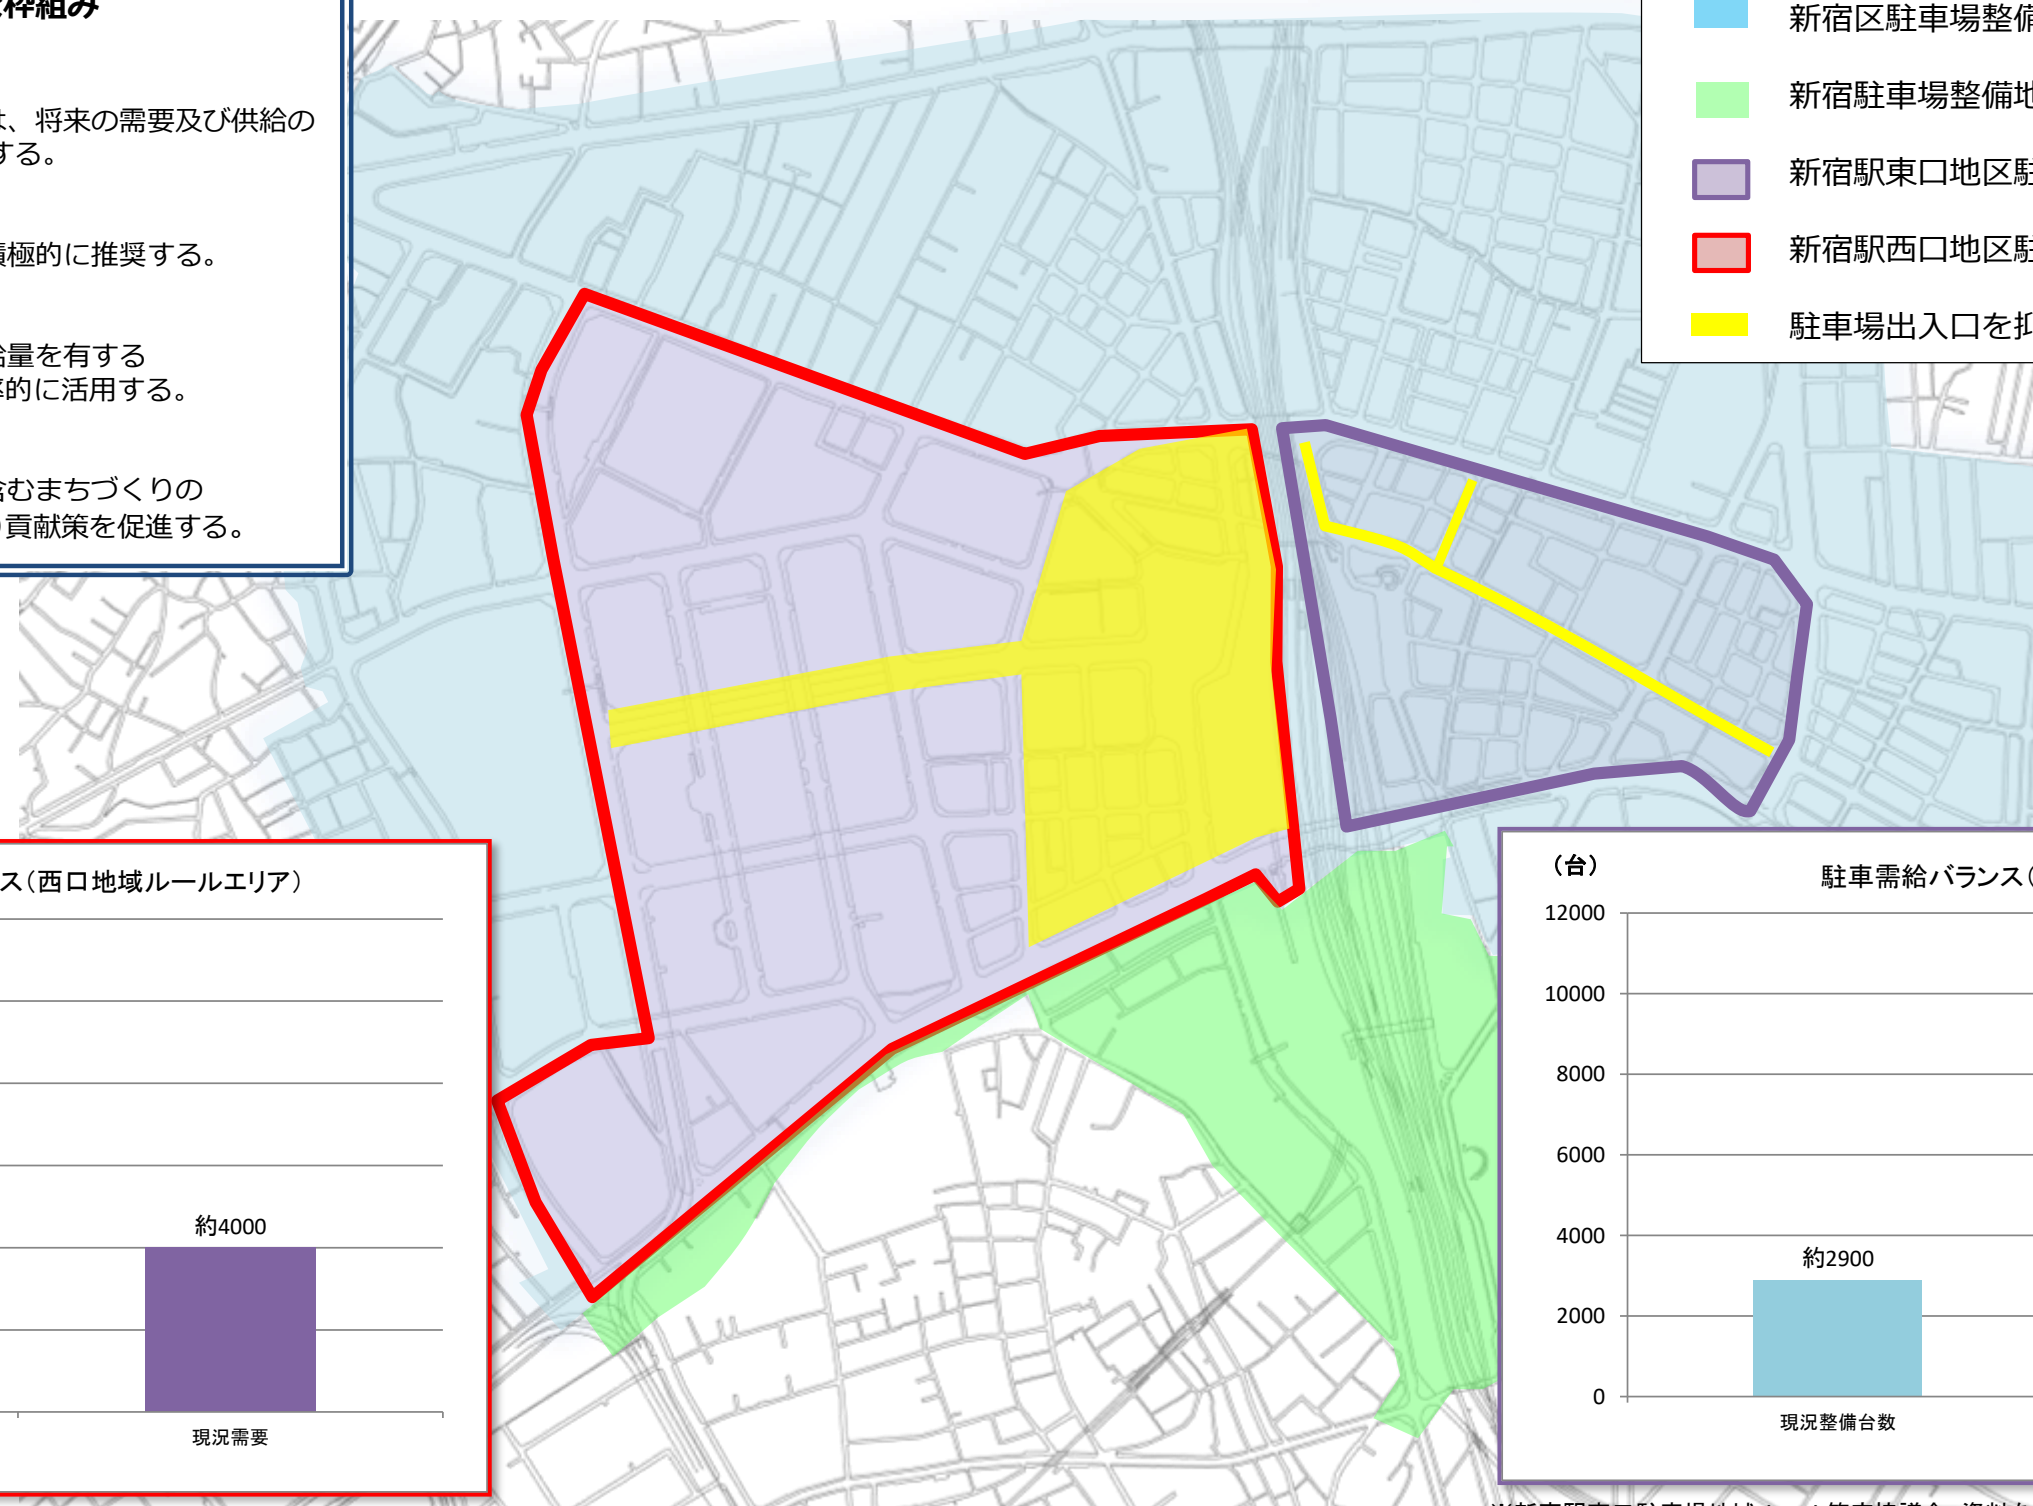 枠組み
、将来の需要及び供給の
する。
極的に推奨する。
量を有する
的に活用する。
むまちづくりの
貢献策を促進する。
新宿区駐車場整備
新宿駐車場整備地
新宿駅東口地区駐
新宿駅西口地区駐
駐車場出入口を抑
ス(西口地域ルールエリア)
約4000
現況需要
(台)
駐車需給バランス(
12000
10000
8000
6000
4000
2000
0
約2900
現況整備台数